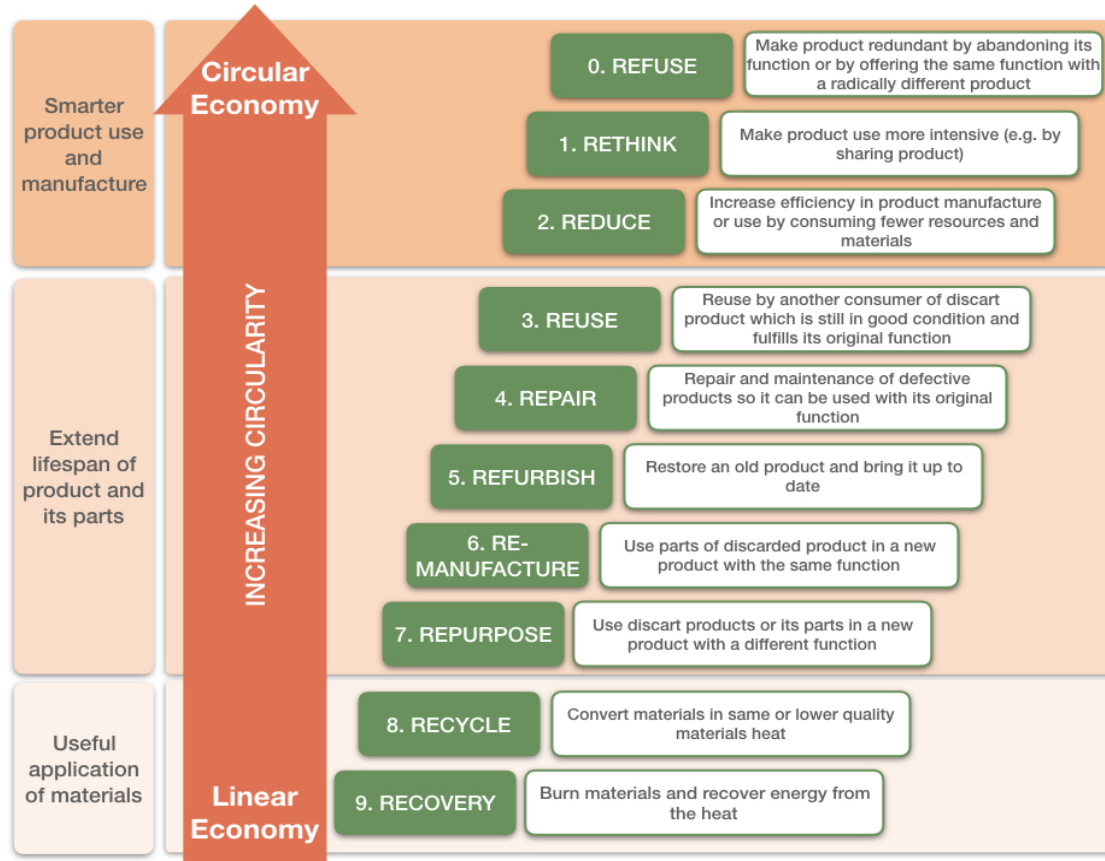 Smarter
product use
and
manufacture
Circular
Economy
0. REFUSE
Make product redundant by abandoning its
function or by offering the same function with
a radically different product
1. RETHINK
Make product use more intensive (e.g. by
sharing product)
2. REDUCE
Increase efficiency in product manufacture
or use by consuming fewer resources and
materials
Extend
lifespan of
product and
its parts
INCREASING CIRCULARITY
3. REUSE
Reuse by another consumer of discart
product which is still in good condition and
fulfills its original function
4. REPAIR
Repair and maintenance of defective
products so it can be used with its original
function
5. REFURBISH
Restore an old product and bring it up to
date
6. RE-
MANUFACTURE
Use parts of discarded product in a new
product with the same function
7. REPURPOSE
Use discart products or its parts in a new
product with a different function
Useful
application
of materials
Linear
Economy
8. RECYCLE
Convert materials in same or lower quality
materials heat
9. RECOVERY
Burn materials and recover energy from
the heat